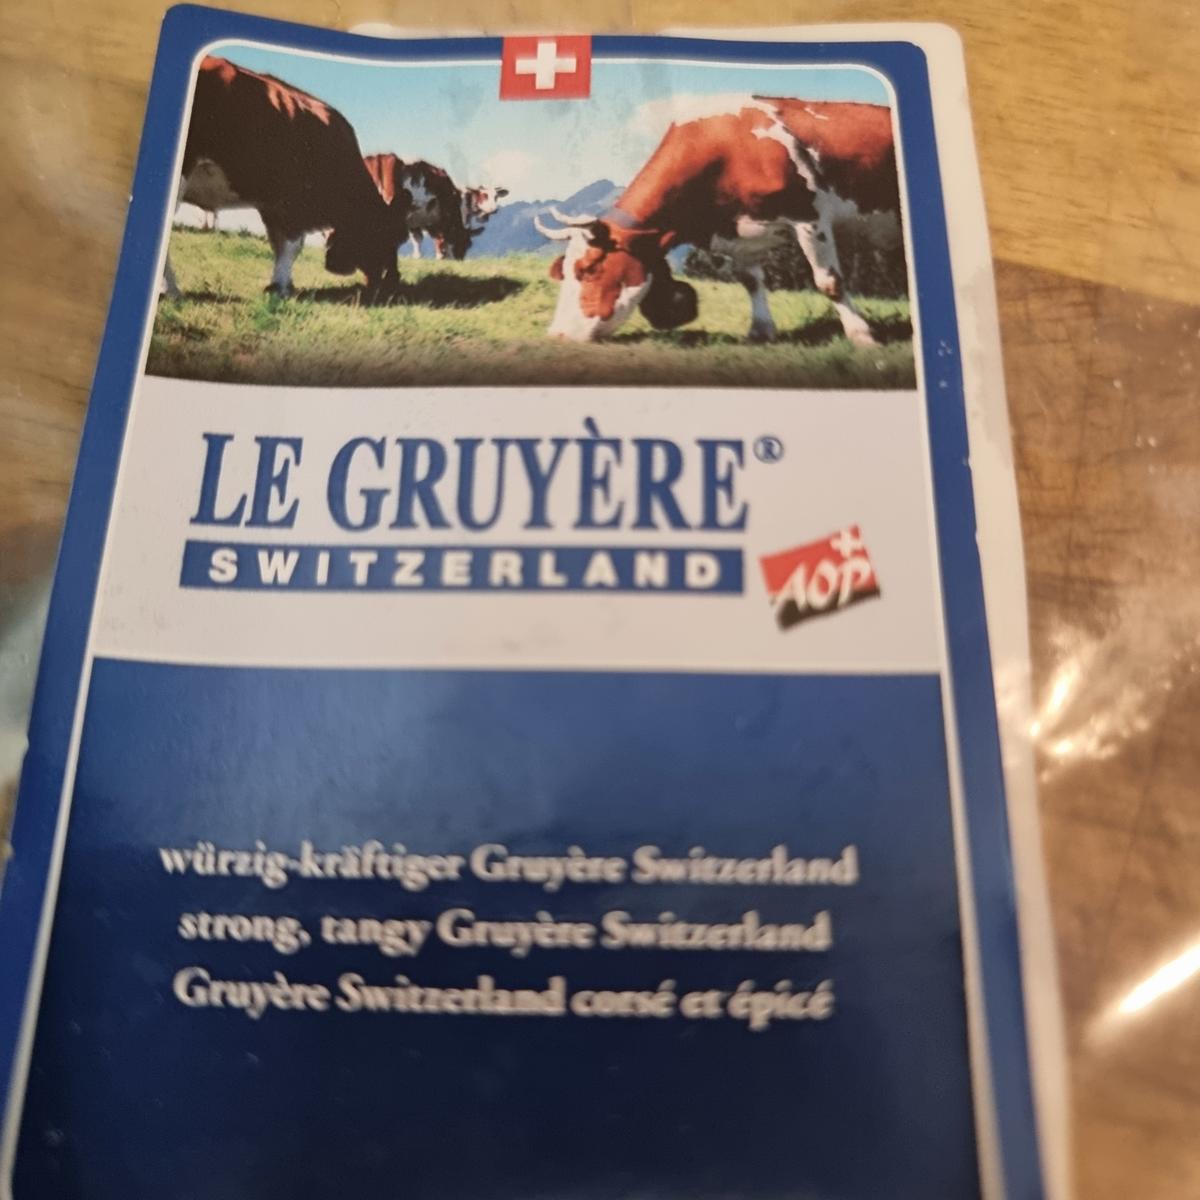 LE GRUYÈRE®
SWITZERLAND
AOP
würzig-kräftiger Gruyère Switzerland
strong, tangy Gruyère Switzerland
Gruyère Switzerland corsé et épicé